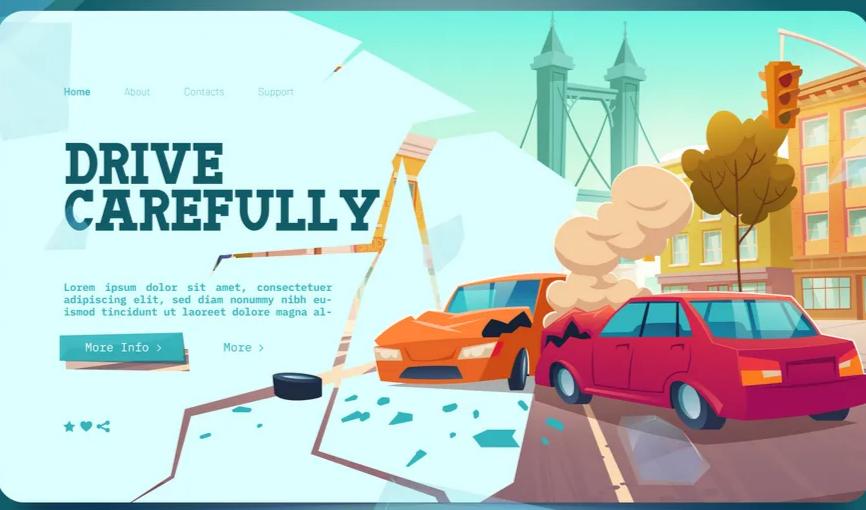 Home About Contacts Support
DRIVE
CAREFULLY
Lorem ipsum dolor sit amet, consectetuer
adipiscing elit, sed diam nonummy nibh eu-
ismod tincidunt ut laoreet dolore magna al-
More Info > More >